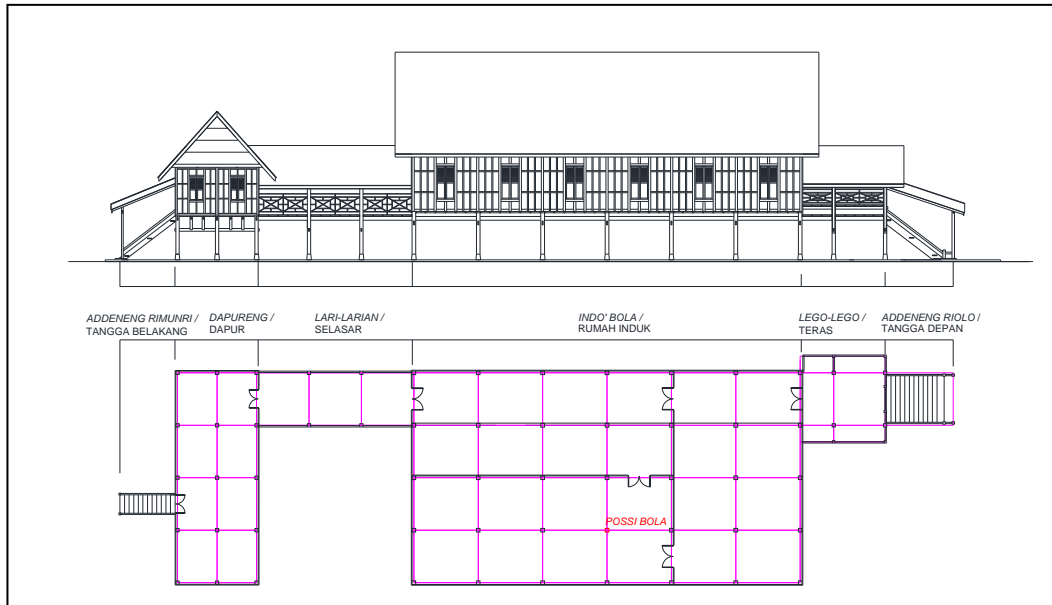 ADDENENG RIMUNRI /
TANGGA BELAKANG
DAPURENG /
DAPUR
LARI-LARIAN /
SELASAR
INDO' BOLA /
RUMAH INDUK
LEGO-LEGO /
TERAS
ADDENENG RIOLO /
TANGGA DEPAN
POSSI BOLA